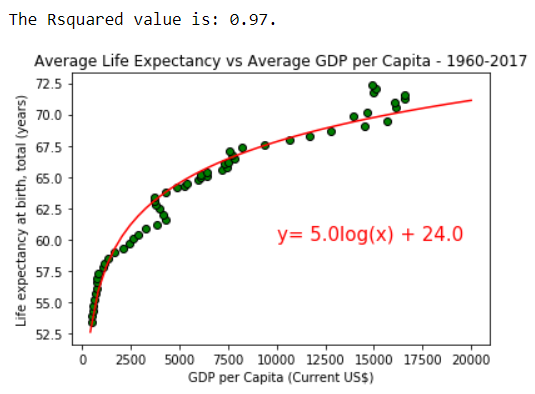 The Rsquared value is: 0.97.
Average Life Expectancy vs Average GDP per Capita - 1960-2017
72.5
70.0
67.5
65.0
62.5
60.0
57.5
55.0
52.5
Life expectancy at birth, total (years)
y= 5.0log(x) + 24.0
0 2500 5000 7500 10000 12500 15000 17500 20000
GDP per Capita (Current US$)